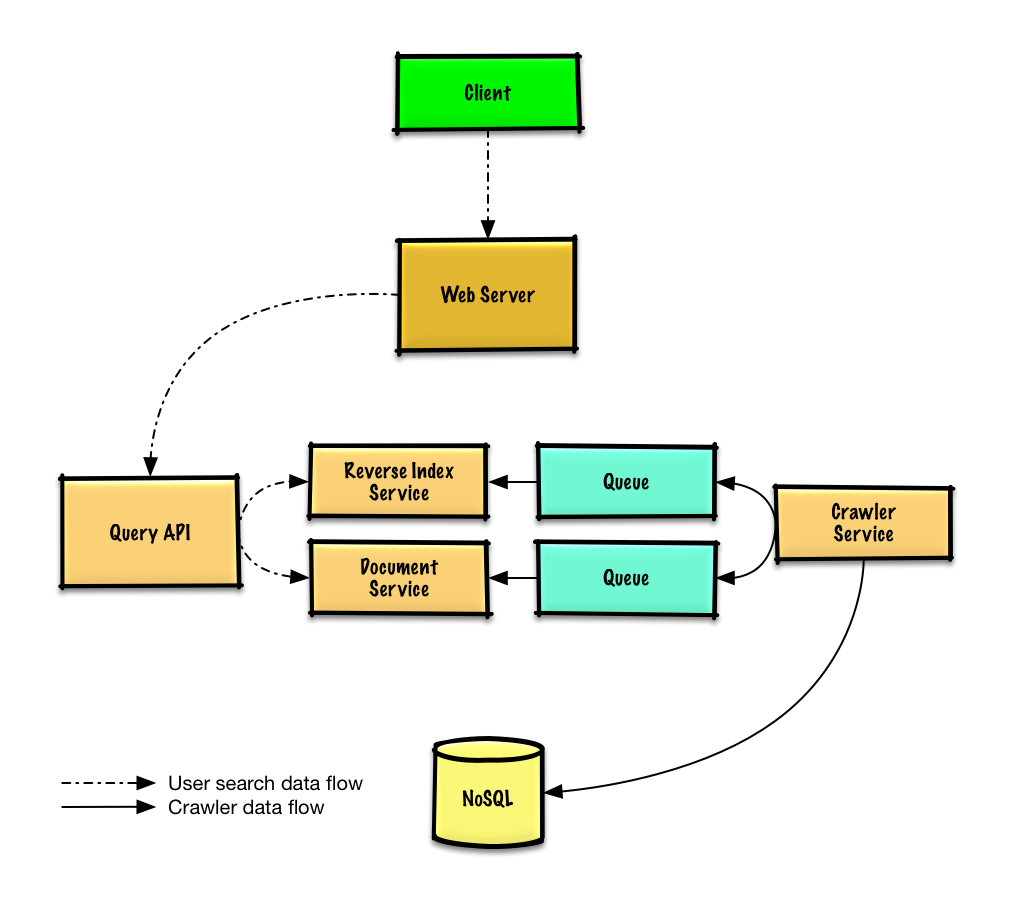 Client
Web Server
Reverse Index
Service
Queue
Crawler
Service
Query API
Document
Service
Queue
NoSQL
User search data flow
Crawler data flow